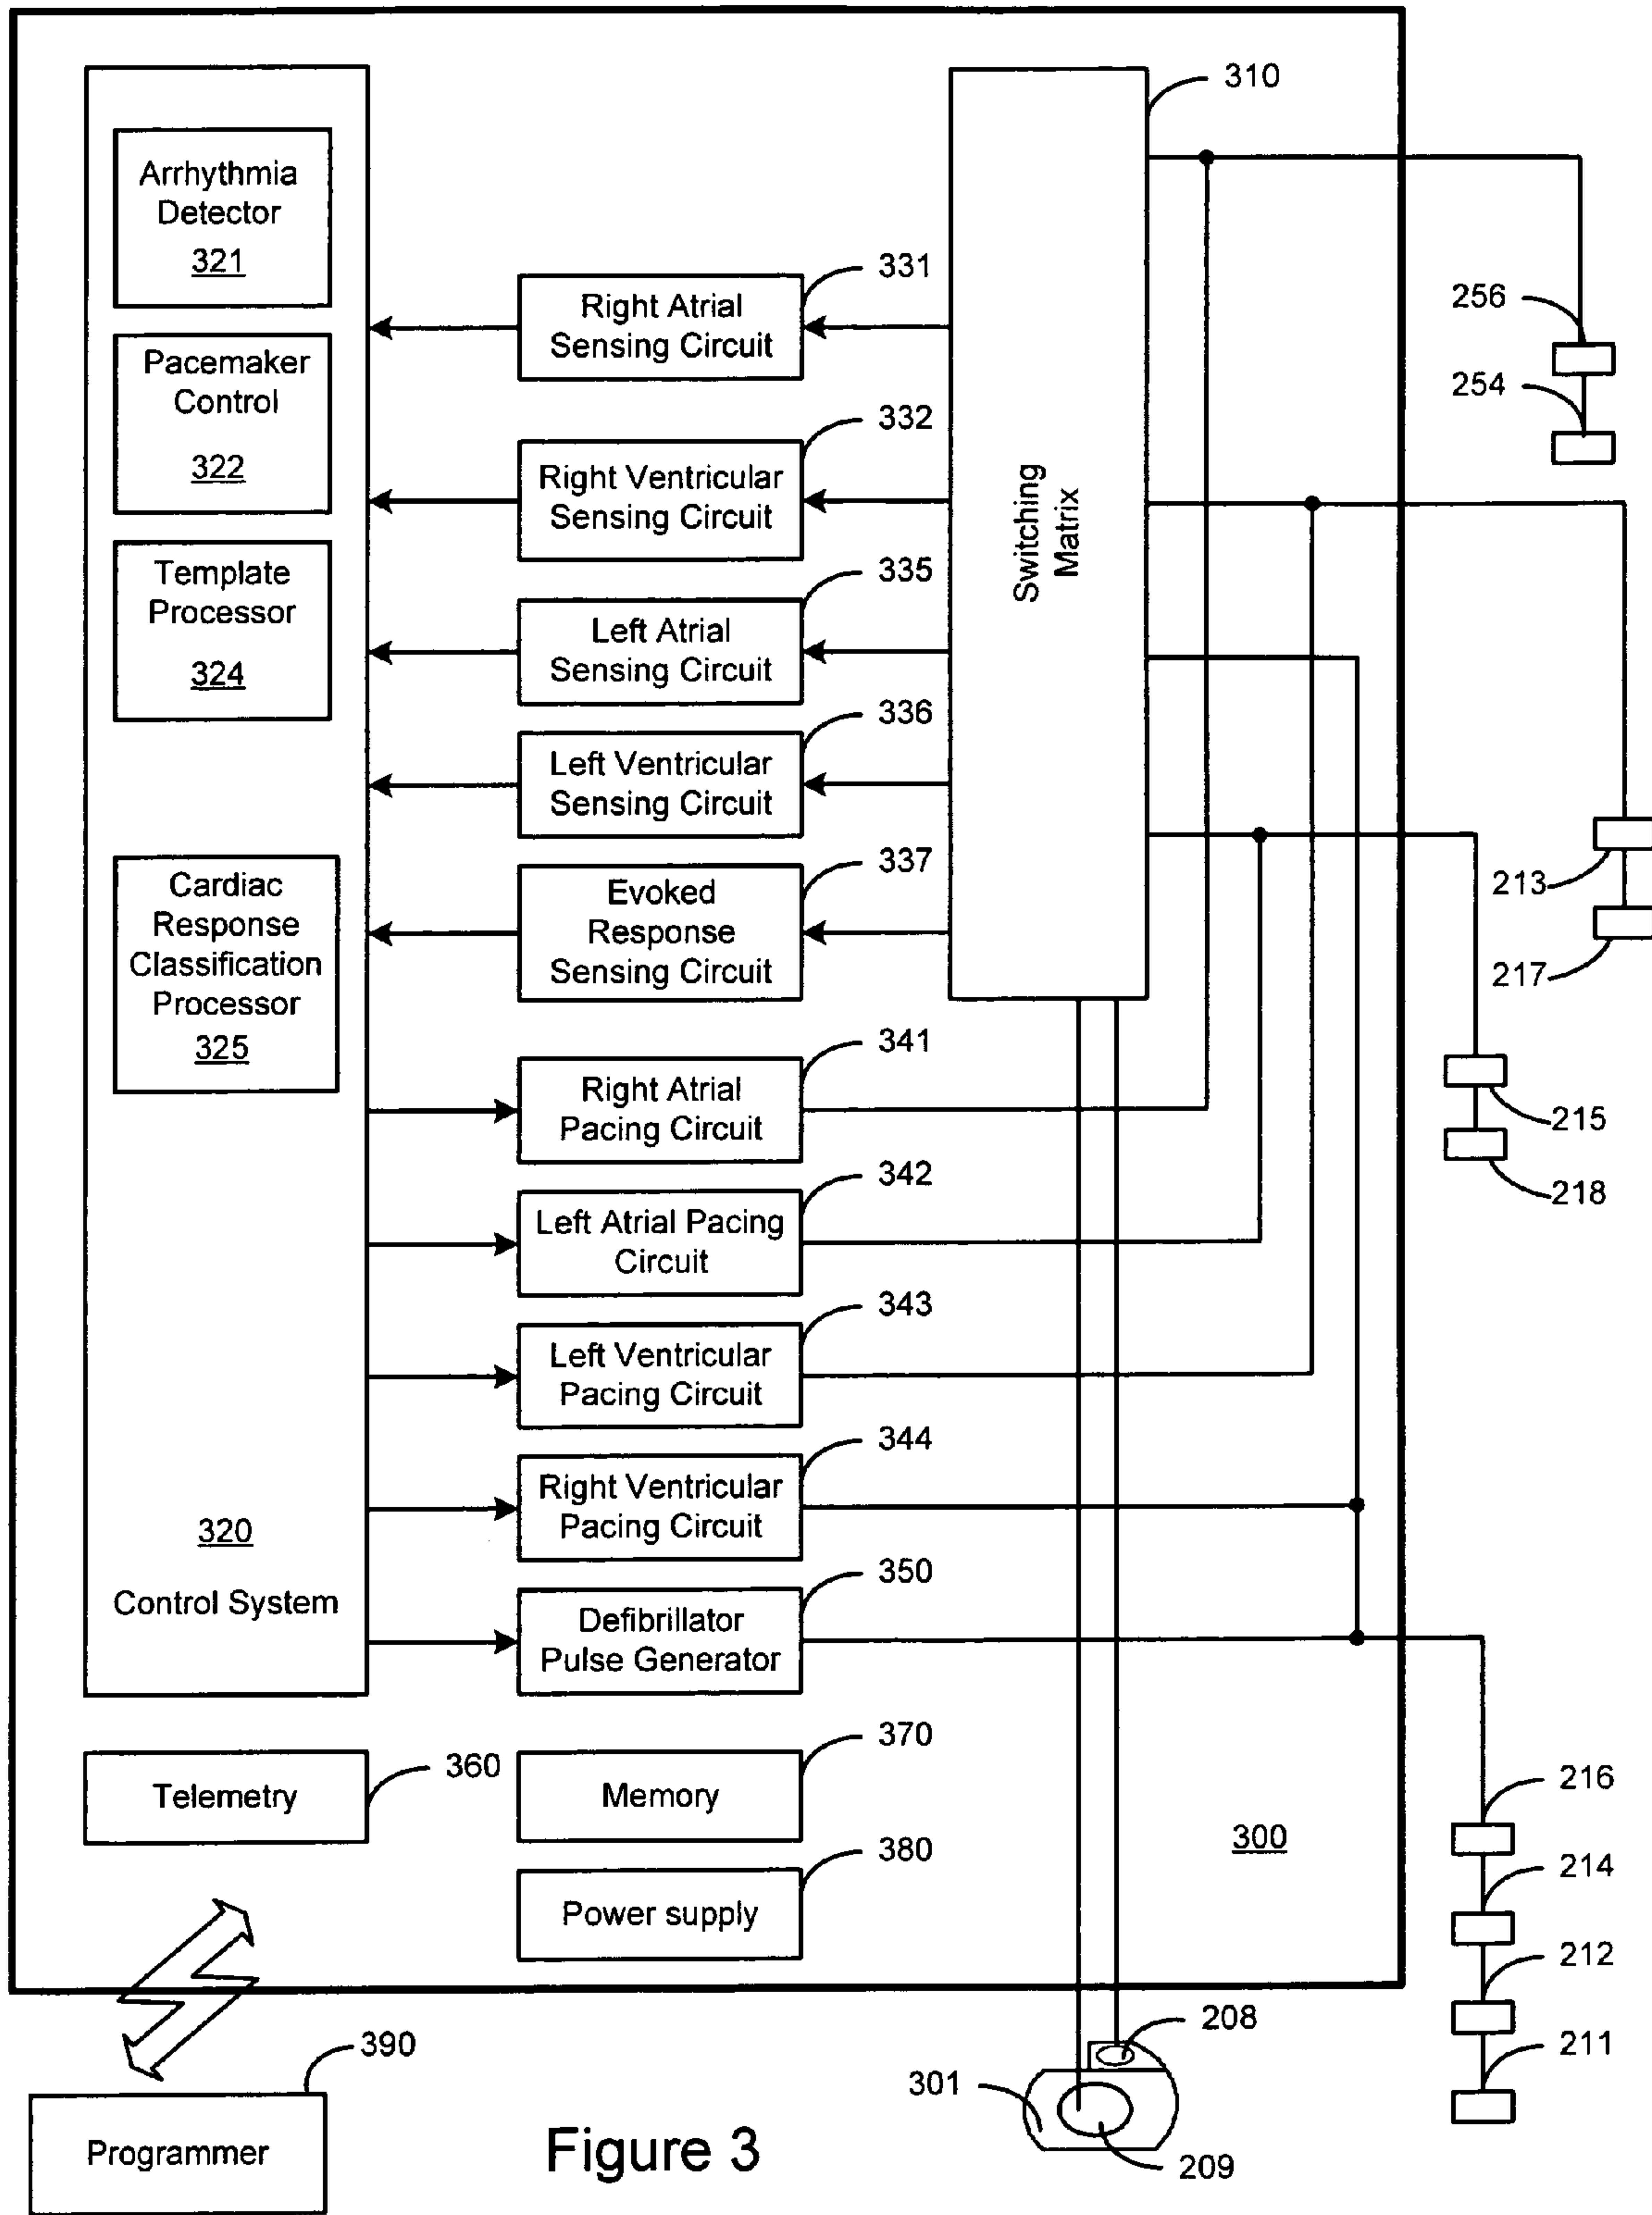 310
Arrhythmia
Detector
321
331
Right Atrial
Sensing Circuit
256
Pacemaker
Control
322
254
332
Right Ventricular
Sensing Circuit
Switching
Matrix
Template
Processor
324
335
Left Atrial
Sensing Circuit
336
Left Ventricular
Sensing Circuit
213
217
Cardiac
Response
Classification
Processor
325
337
Evoked
Response
Sensing Circuit
341
Right Atrial
Pacing Circuit
215
218
342
Left Atrial Pacing
Circuit
343
Left Ventricular
Pacing Circuit
344
Right Ventricular
Pacing Circuit
320
Control System
350
Defibrillator
Pulse Generator
360
Telemetry
370
Memory
216
300
214
380
Power supply
212
208
211
390
301
Programmer
Figure 3
209